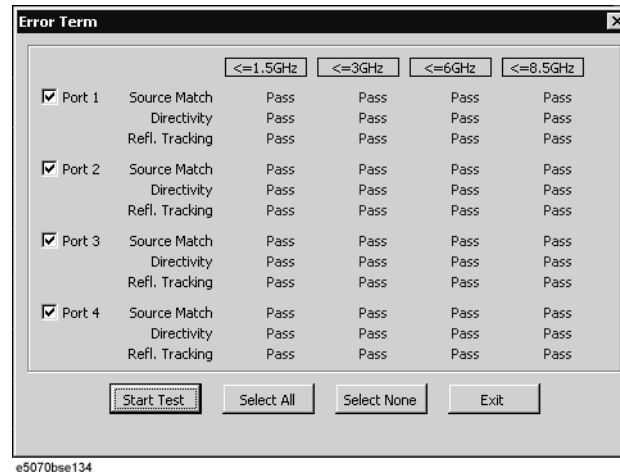 Error Term
<=1.5GHz <=3GHz <=6GHz <=8.5GHz
Port 1 Source Match Pass Pass Pass Pass
Directivity Pass Pass Pass Pass
Refl. Tracking Pass Pass Pass Pass
Port 2 Source Match Pass Pass Pass Pass
Directivity Pass Pass Pass Pass
Refl. Tracking Pass Pass Pass Pass
Port 3 Source Match Pass Pass Pass Pass
Directivity Pass Pass Pass Pass
Refl. Tracking Pass Pass Pass Pass
Port 4 Source Match Pass Pass Pass Pass
Directivity Pass Pass Pass Pass
Refl. Tracking Pass Pass Pass Pass
Start Test Select All Select None Exit
e5070bse134